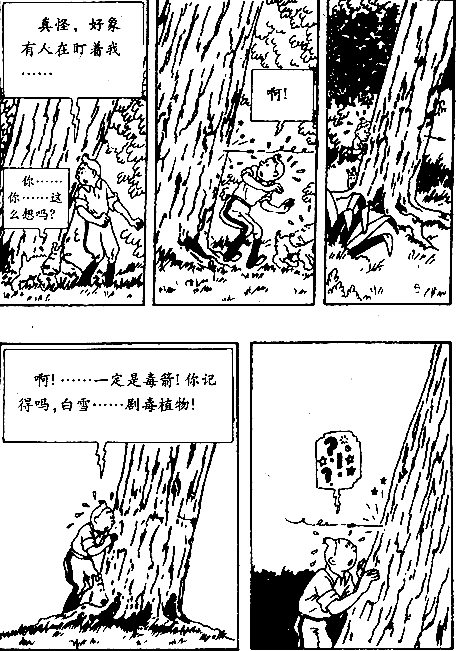 真怪，好象
有人在盯着我
……
你……
你……这
么想吗？
啊！
啊！……一定是毒箭！你记
得吗，白雪……剧毒植物！
?!!?